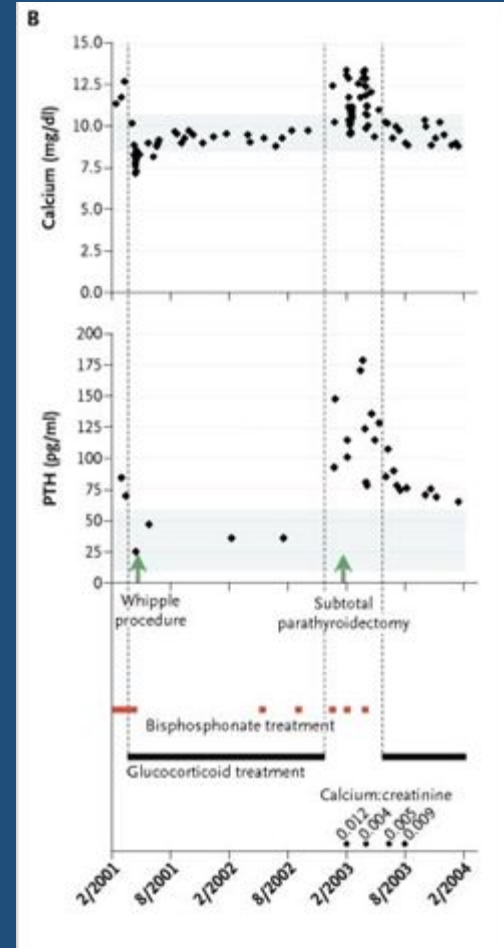 B
15.0
12.5
10.0
7.5
5.0
2.5
0.0
Calcium (mg/dl)
200
175
150
125
100
75
50
25
0
PTH (pg/ml)
Whipple
procedure
Subtotal
parathyroidectomy
Bisphosphonate treatment
Glucocorticoid treatment
Calcium:creatinine
0.012 0.004 0.005 0.009
2/2001 8/2001 2/2002 8/2002 2/2003 8/2003 2/2004